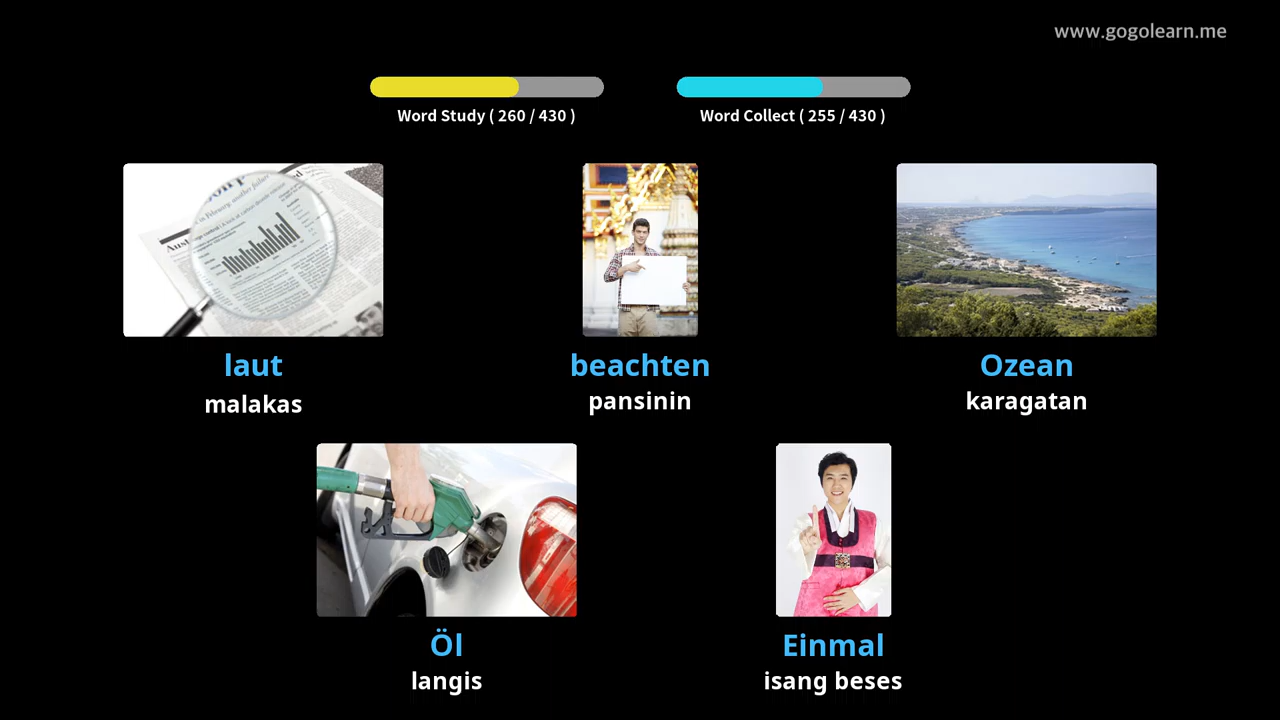 www.gogolearn.me
Word Study ( 260 / 430 )
Word Collect ( 255 / 430 )
laut
malakas
beachten
pansinin
Ozean
karagatan
Öl
langis
Einmal
isang beses